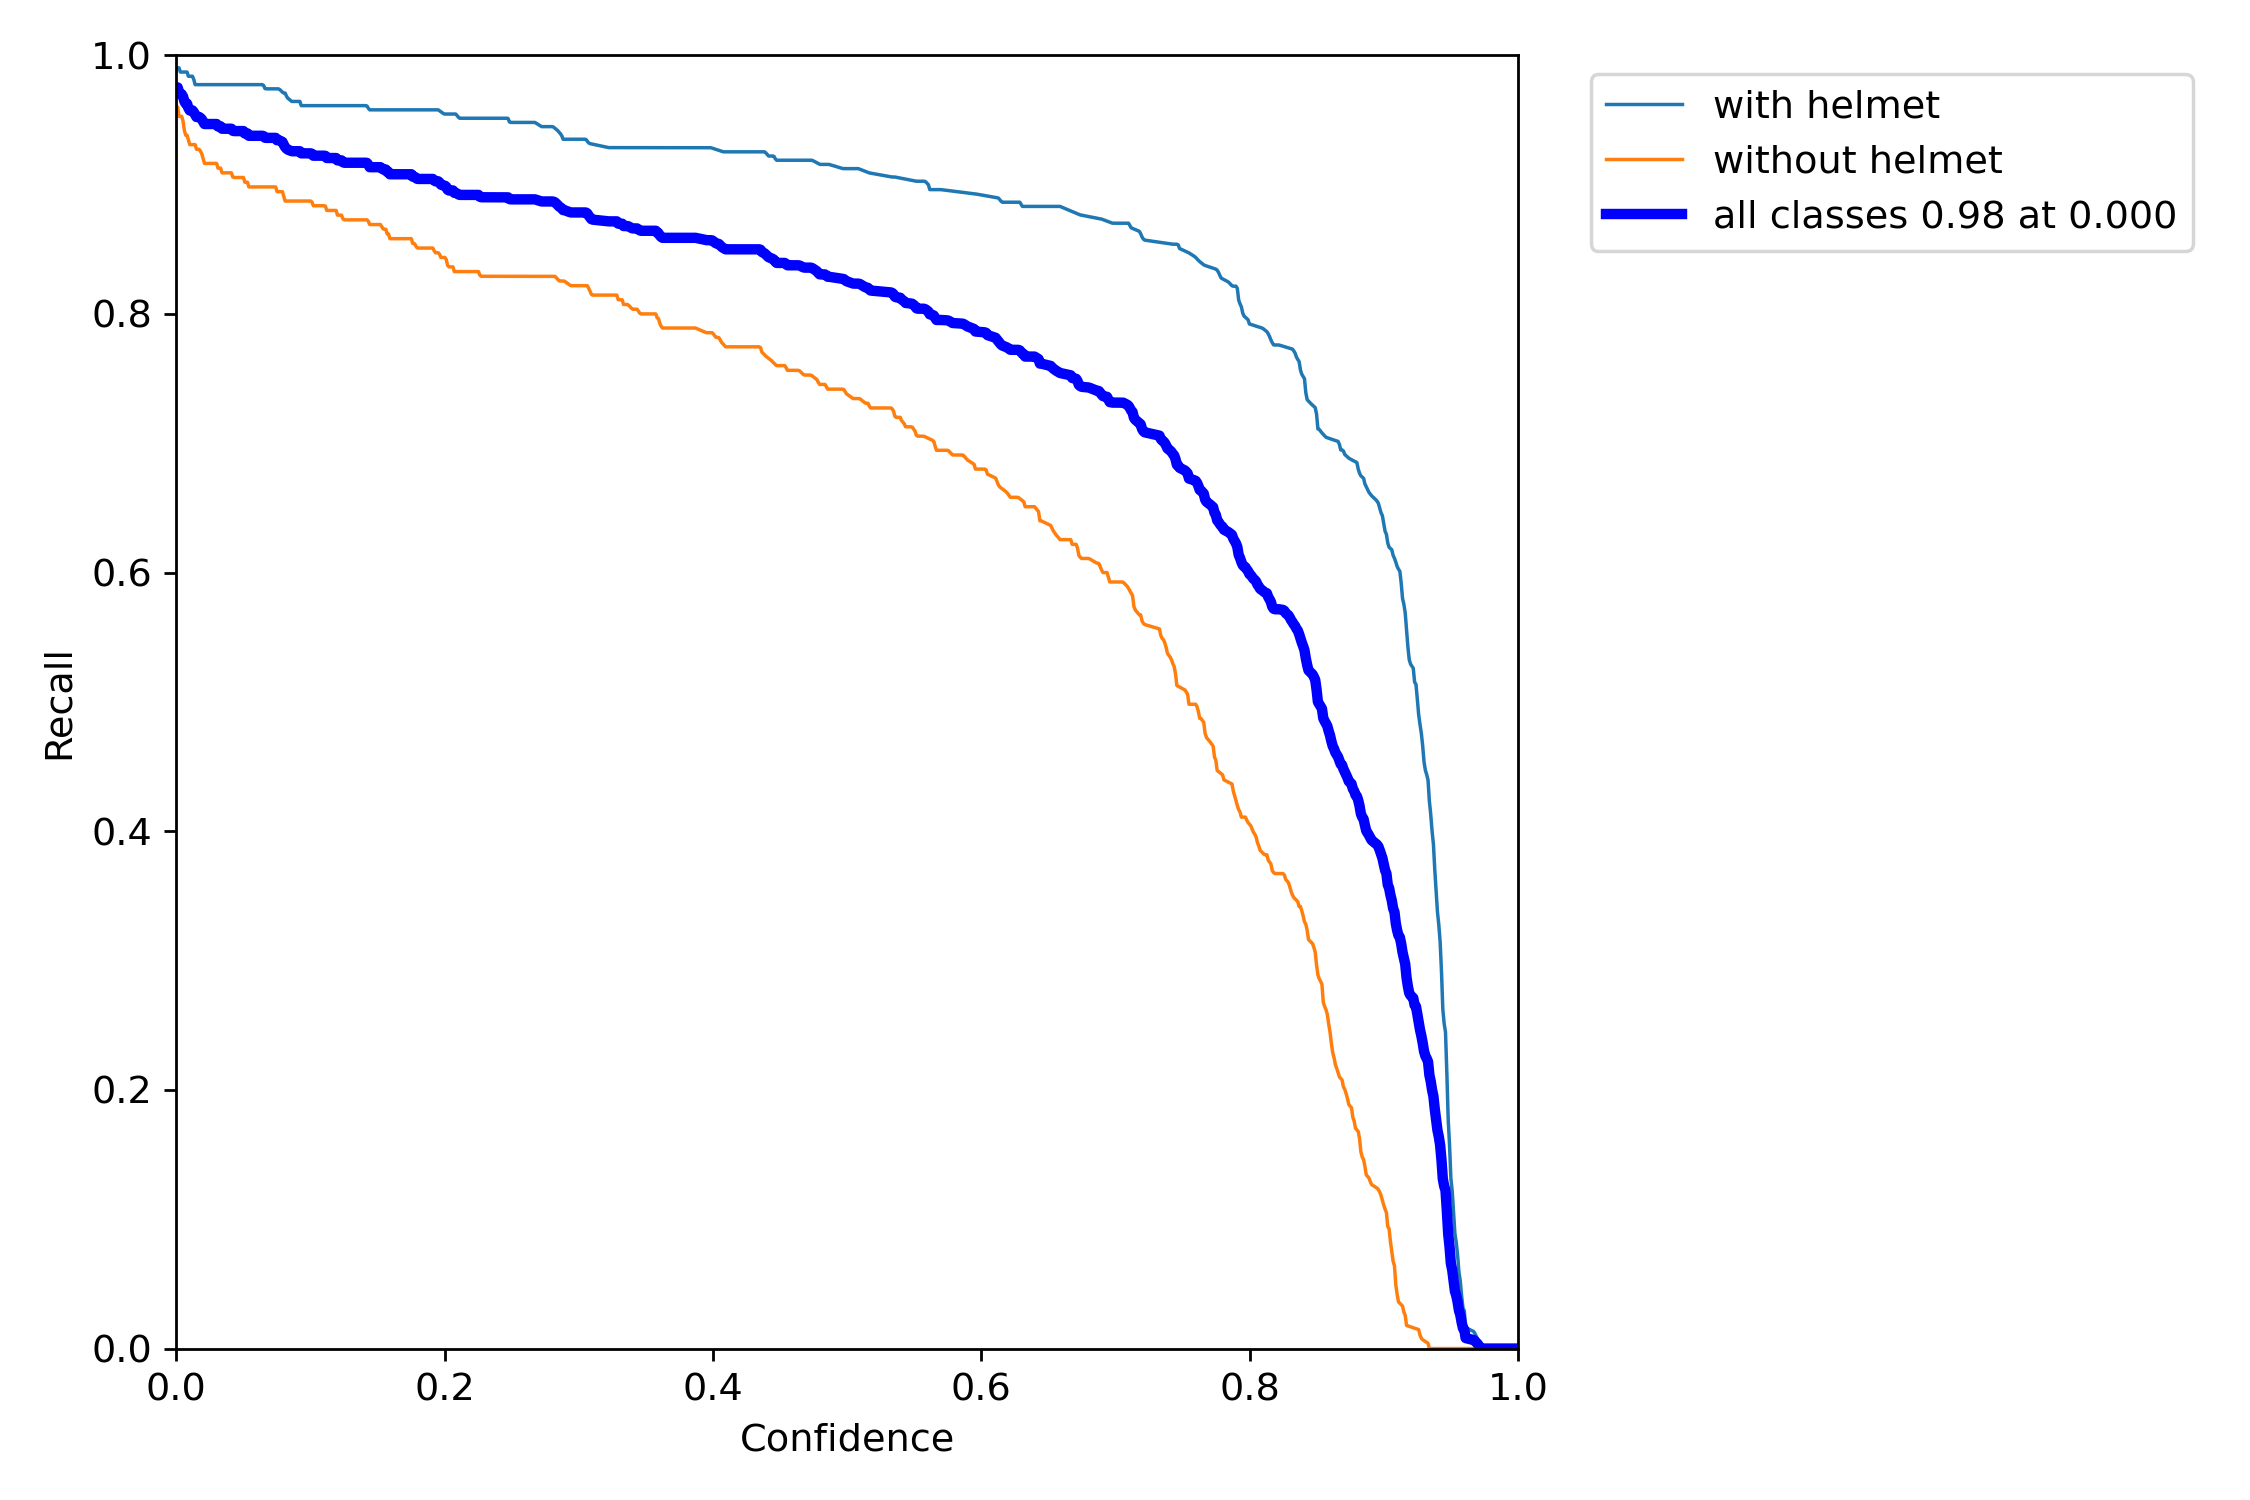 1.0
0.8
0.6
0.4
0.2
0.0
Recall
0.0 0.2 0.4 0.6 0.8 1.0
Confidence
with helmet
without helmet
all classes 0.98 at 0.000